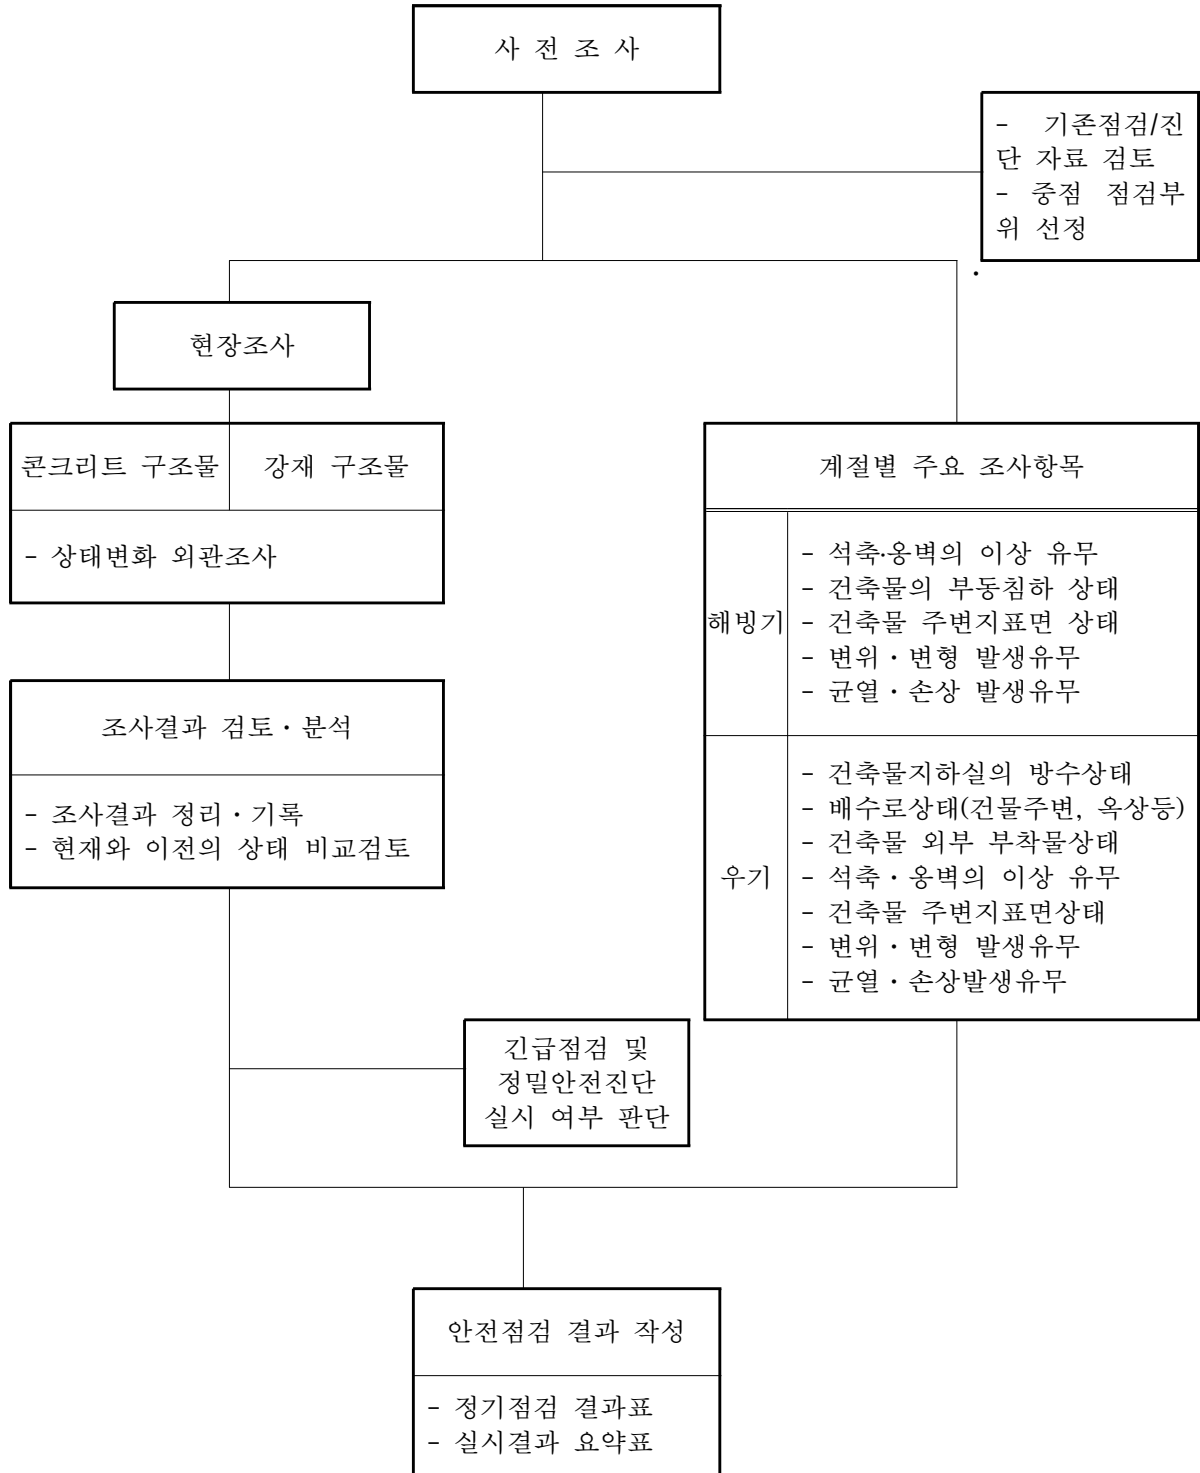 사 전 조 사
- 기존점검/진
단 자료 검토
- 중점 점검부
위 선정
현장조사
콘크리트 구조물
강재 구조물
- 상태변화 외관조사
조사결과 검토·분석
- 조사결과 정리·기록
- 현재와 이전의 상태 비교검토
계절별 주요 조사항목
해빙기
- 석축·옹벽의 이상 유무
- 건축물의 부동침하 상태
- 건축물 주변지표면 상태
- 변위·변형 발생유무
- 균열·손상 발생유무
우기
- 건축물지하실의 방수상태
- 배수로상태(건물주변, 옥상등)
- 건축물 외부 부착물상태
- 석축·옹벽의 이상 유무
- 건축물 주변지표면상태
- 변위·변형 발생유무
- 균열·손상발생유무
긴급점검 및
정밀안전진단
실시 여부 판단
안전점검 결과 작성
- 정기점검 결과표
- 실시결과 요약표